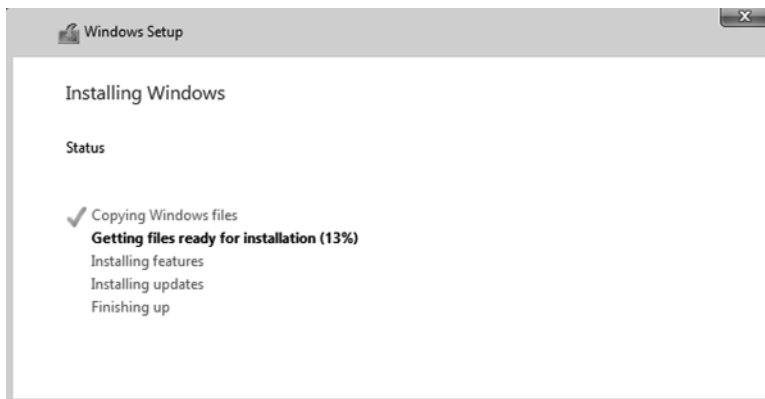 Windows Setup
Installing Windows
Status
Copying Windows files
Getting files ready for installation (13%)
Installing features
Installing updates
Finishing up